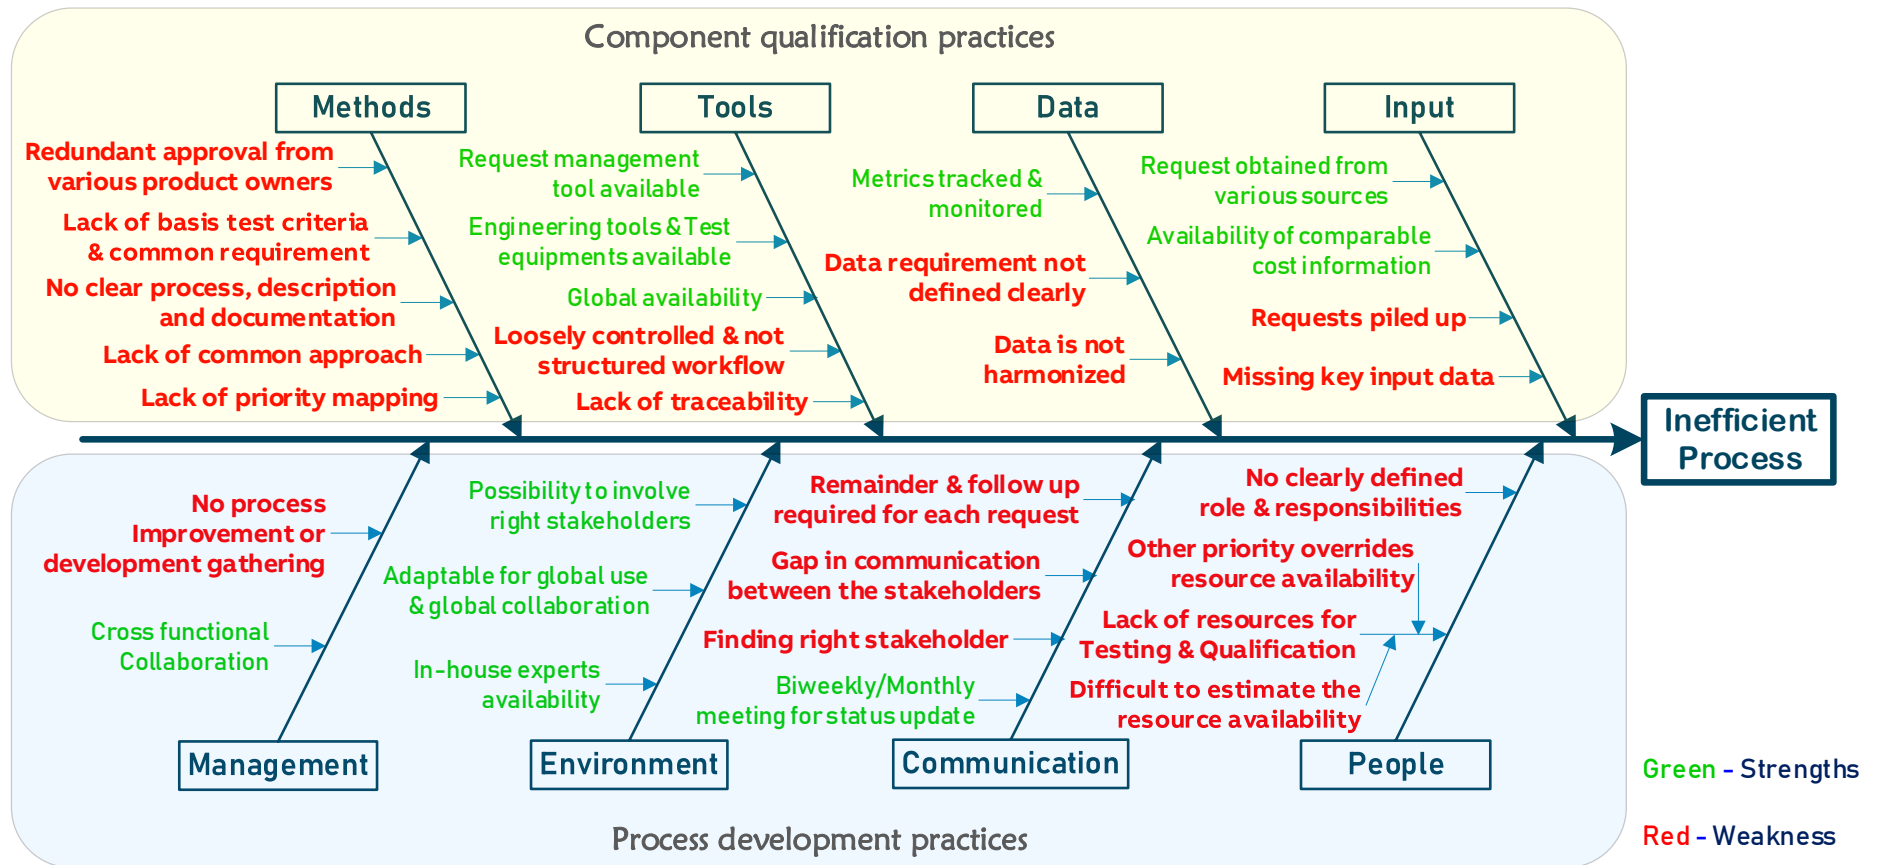 Component qualification practices
Methods
Redundant approval from
various product owners
Lack of basis test criteria
& common requirement
No clear process, description
and documentation
Lack of common approach
Lack of priority mapping
Tools
Request management
tool available
Engineering tools & Test
equipments available
Global availability
Loosely controlled & not
structured workflow
Lack of traceability
Data
Metrics tracked &
monitored
Data requirement not
defined clearly
Data is not
harmonized
Input
Request obtained from
various sources
Availability of comparable
cost information
Requests piled up
Missing key input data
Inefficient
Process
No process
Improvement or
development gathering
Cross functional
Collaboration
Management
Possibility to involve
right stakeholders
Adaptable for global use
& global collaboration
In-house experts
availability
Environment
Remainder & follow up
required for each request
Gap in communication
between the stakeholders
Finding right stakeholder
Biweekly/Monthly
meeting for status update
Communication
No clearly defined
role & responsibilities
Other priority overrides
resource availability
Lack of resources for
Testing & Qualification
Difficult to estimate the
resource availability
People
Process development practices
Green - Strengths
Red - Weakness